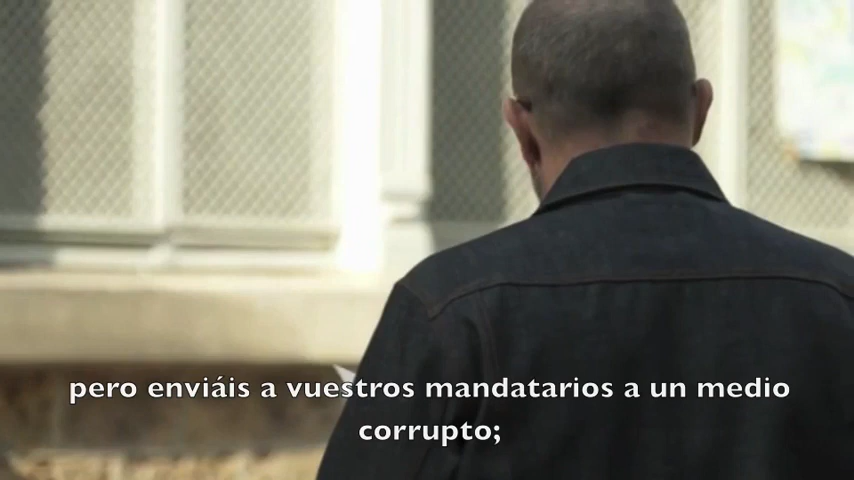 pero enviáis a vuestros mandatarios a un medio
corrupto;